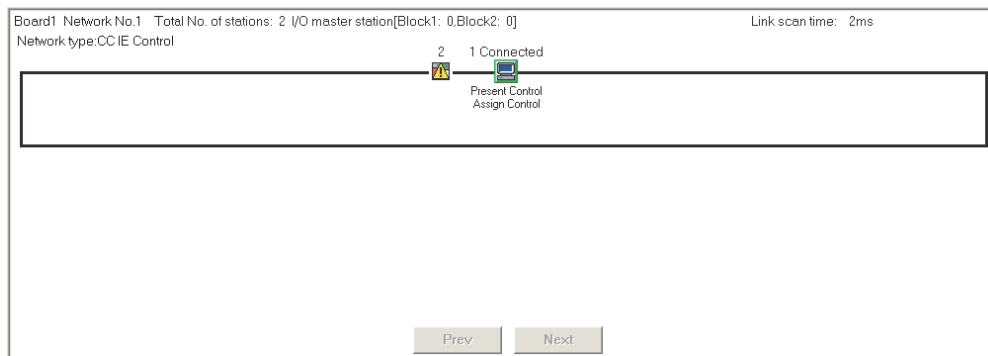 Board1 Network No.1 Total No. of stations: 2 I/O master station[Block1: 0,Block2: 0] Link scan time: 2ms
Network type:CC IE Control
2 1 Connected
Present Control
Assign Control
Prev Next